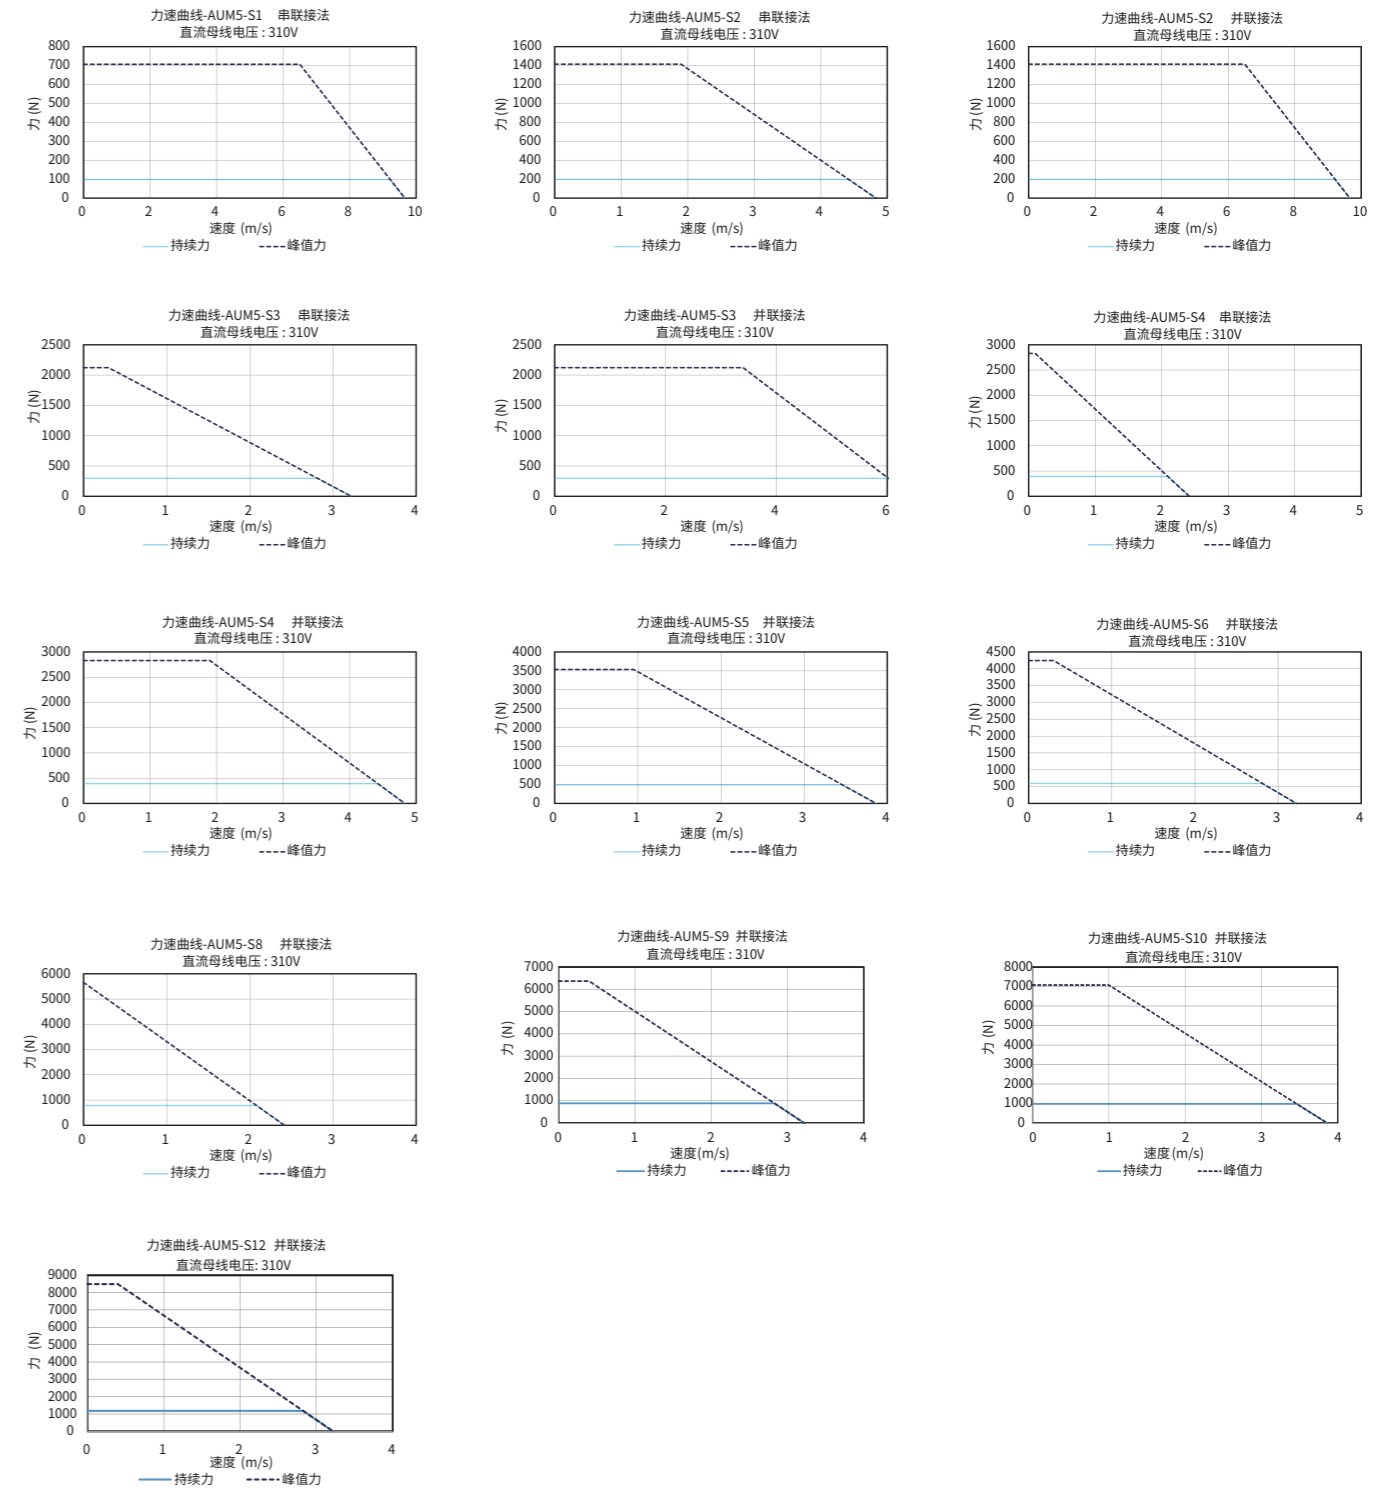 力速曲线-AUM5-S1 串联接法
直流母线电压 : 310V
800
700
600
500
400
300
200
100
0
力 (N)
0 2 4 6 8 10
速度 (m/s)
持续力 峰值力
力速曲线-AUM5-S2 串联接法
直流母线电压 : 310V
1600
1400
1200
1000
800
600
400
200
0
力 (N)
0 1 2 3 4 5
速度 (m/s)
持续力 峰值力
力速曲线-AUM5-S2 并联接法
直流母线电压 : 310V
1600
1400
1200
1000
800
600
400
200
0
力 (N)
0 2 4 6 8 10
速度 (m/s)
持续力 峰值力
力速曲线-AUM5-S3 串联接法
直流母线电压 : 310V
2500
2000
1500
1000
500
0
力 (N)
0 1 2 3 4
速度 (m/s)
持续力 峰值力
力速曲线-AUM5-S3 并联接法
直流母线电压 : 310V
2500
2000
1500
1000
500
0
力 (N)
0 2 4 6
速度 (m/s)
持续力 峰值力
力速曲线-AUM5-S4 串联接法
直流母线电压 : 310V
3000
2500
2000
1500
1000
500
0
力 (N)
0 1 2 3 4 5
速度 (m/s)
持续力 峰值力
力速曲线-AUM5-S4 并联接法
直流母线电压 : 310V
3000
2500
2000
1500
1000
500
0
力 (N)
0 1 2 3 4 5
速度 (m/s)
持续力 峰值力
力速曲线-AUM5-S5 并联接法
直流母线电压 : 310V
4000
3500
3000
2500
2000
1500
1000
500
0
力 (N)
0 1 2 3 4
速度 (m/s)
持续力 峰值力
力速曲线-AUM5-S6 并联接法
直流母线电压 : 310V
4500
4000
3500
3000
2500
2000
1500
1000
500
0
力 (N)
0 1 2 3 4
速度 (m/s)
持续力 峰值力
力速曲线-AUM5-S8 并联接法
直流母线电压 : 310V
6000
5000
4000
3000
2000
1000
0
力 (N)
0 1 2 3 4
速度 (m/s)
持续力 峰值力
力速曲线-AUM5-S9 并联接法
直流母线电压 : 310V
7000
6000
5000
4000
3000
2000
1000
0
力 (N)
0 1 2 3 4
速度(m/s)
持续力 峰值力
力速曲线-AUM5-S10 并联接法
直流母线电压 : 310V
8000
7000
6000
5000
4000
3000
2000
1000
0
力 (N)
0 1 2 3 4
速度(m/s)
持续力 峰值力
力速曲线-AUM5-S12 并联接法
直流母线电压: 310V
9000
8000
7000
6000
5000
4000
3000
2000
1000
0
力 (N)
0 1 2 3 4
速度 (m/s)
持续力 峰值力